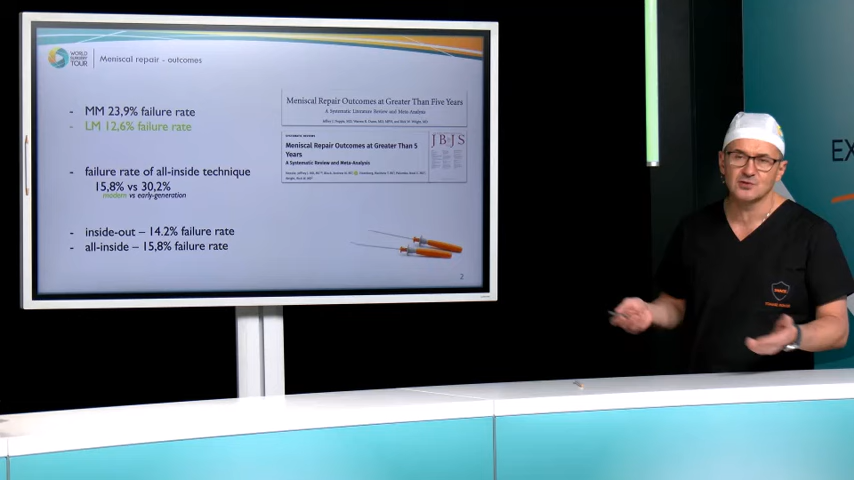 WORLD
SURGERY
TOUR
Meniscal repair - outcomes
- MM 23,9% failure rate
- LM 12,6% failure rate
- failure rate of all-inside technique
15,8% vs 30,2%
modern vs early-generation
- inside-out – 14.2% failure rate
- all-inside – 15,8% failure rate
Meniscal Repair Outcomes at Greater Than Five Years
A Systematic Literature Review and Meta-Analysis
Meniscal Repair Outcomes at Greater Than 5
Years
A Systematic Review and Meta-Analysis
JBJS
2
EX